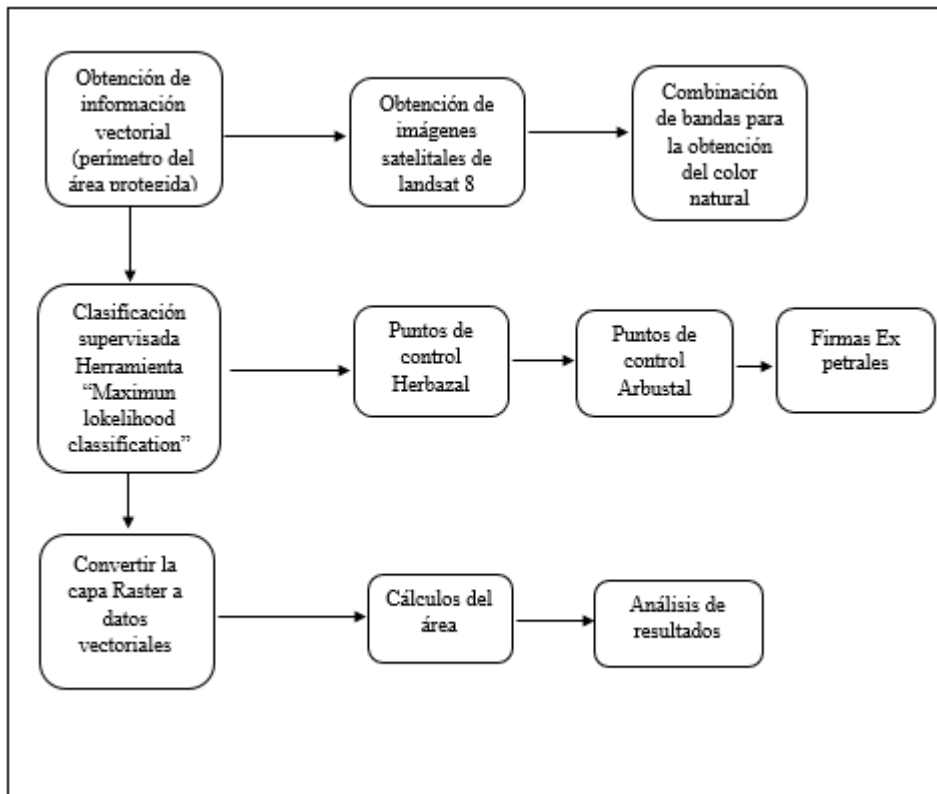 Obtención de
información
vectorial
(perímetro del
área protegida)
Obtención de
imágenes
satelitales de
landsat 8
Combinación
de bandas para
la obtención
del color
natural
Clasificación
supervisada
Herramienta
“Maximun
lokelihood
classification”
Puntos de
control
Herbazal
Puntos de
control
Arbustal
Firmas Ex
petrales
Convertir la
capa Raster a
datos
vectoriales
Cálculos del
área
Análisis de
resultados